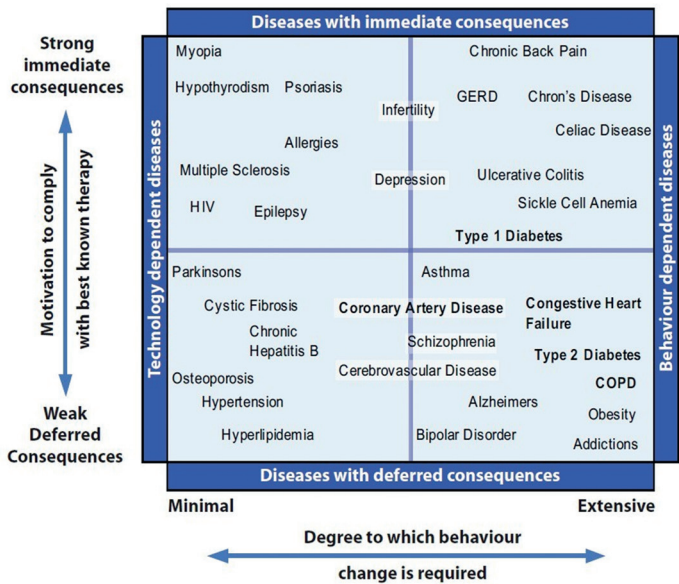 Diseases with immediate consequences
Strong
immediate
consequences
Motivation to comply
with best known therapy
Weak
Deferred
Consequences
Technology dependent diseases
Myopia
Chronic Back Pain
Hypothyrodism
Psoriasis
GERD
Chron's Disease
Infertility
Celiac Disease
Allergies
Multiple Sclerosis
Depression
Ulcerative Colitis
HIV
Epilepsy
Sickle Cell Anemia
Type 1 Diabetes
Parkinsons
Asthma
Cystic Fibrosis
Coronary Artery Disease
Congestive Heart
Failure
Chronic
Hepatitis B
Schizophrenia
Type 2 Diabetes
Cerebrovascular Disease
Osteoporosis
COPD
Hypertension
Alzheimers
Obesity
Hyperlipidemia
Bipolar Disorder
Addictions
Behaviour dependent diseases
Diseases with deferred consequences
Minimal
Extensive
Degree to which behaviour
change is required